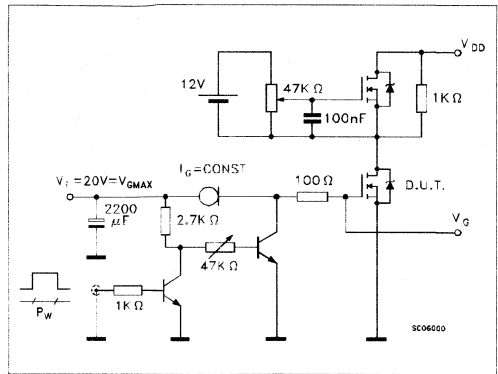 V DD
12V
47K Ω
1K Ω
100nF
I G = CONST
V i = 20V = V GMAX
100 Ω
D.U.T.
2200 μF
2.7K Ω
V G
47K Ω
1K Ω
P W
SC06000